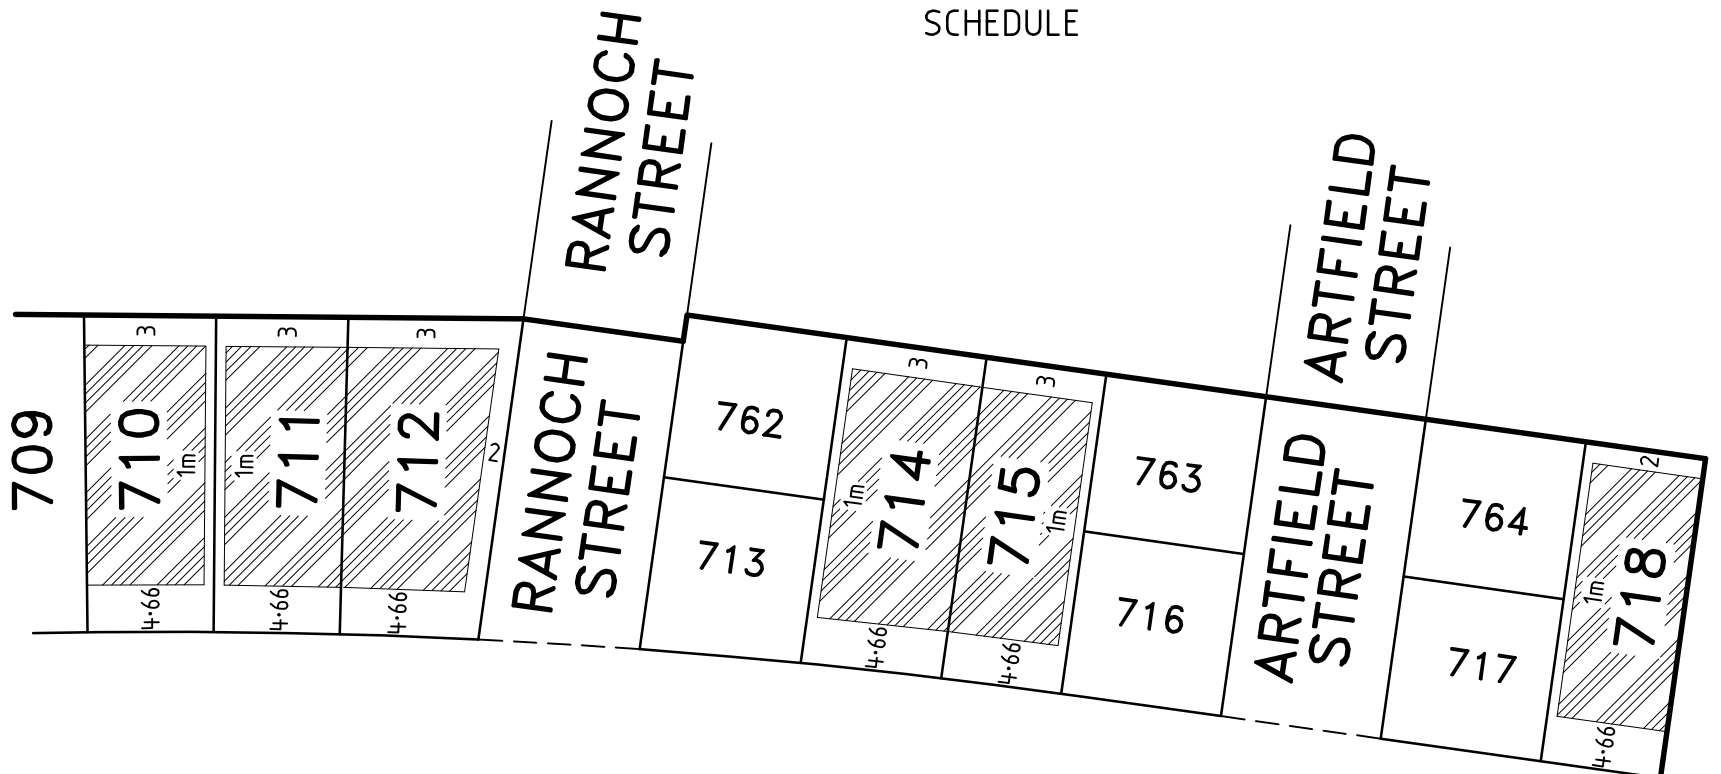 SCHEDULE
RANNOCH
STREET
ARTFIELD
STREET
3
3
3
3
3
2
709
710
1m
1m
711
712
2
RANNOCH
STREET
762
713
1m
714
715
1m
763
716
ARTFIELD
STREET
764
717
1m
718
4·66
4·66
4·66
4·66
4·66
4·66